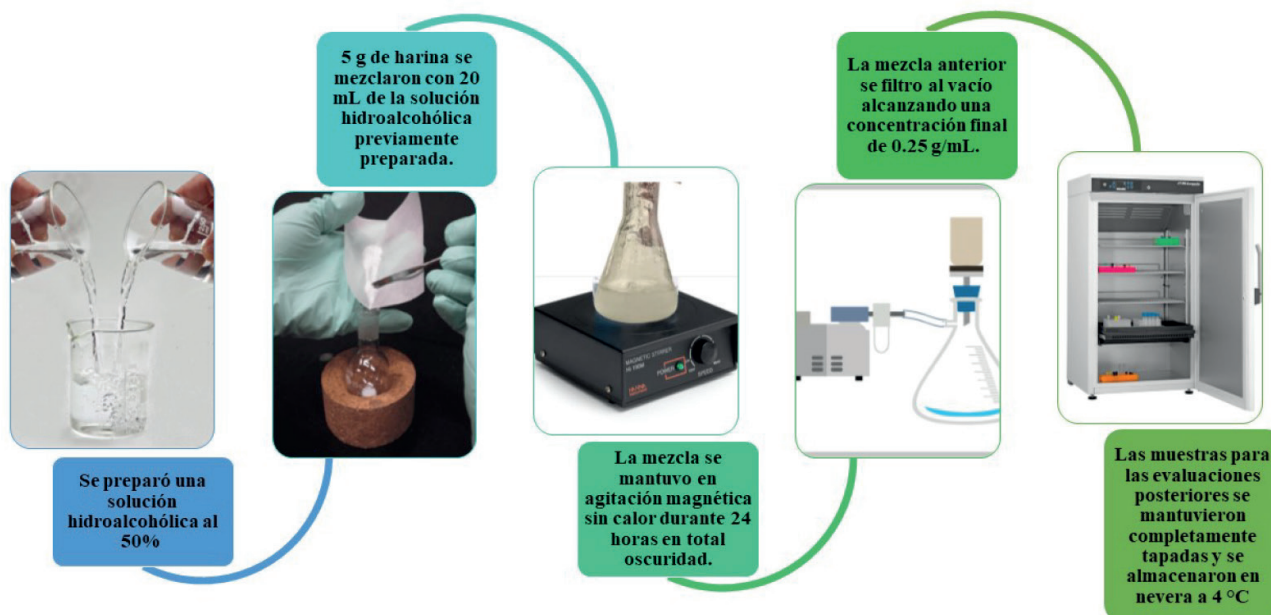 Se preparó una
solución
hidroalcohólica al
50%
5 g de harina se
mezclaron con 20
mL de la solución
hidroalcohólica
previamente
preparada.
La mezcla se
mantuvo en
agitación magnética
sin calor durante 24
horas en total
oscuridad.
MAGNETIC STIRRER
POWER
SPEED
La mezcla anterior
se filtro al vacío
alcanzando una
concentración final
de 0.25 g/mL.
Las muestras para
las evaluaciones
posteriores se
mantuvieron
completamente
tapadas y se
almacenaron en
nevera a 4 °C